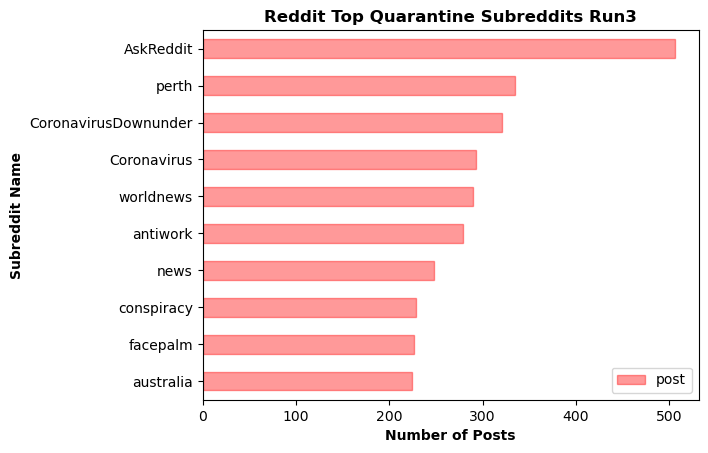 Reddit Top Quarantine Subreddits Run3
Subreddit Name
AskReddit
perth
CoronavirusDownunder
Coronavirus
worldnews
antiwork
news
conspiracy
facepalm
australia
post
0 100 200 300 400 500
Number of Posts